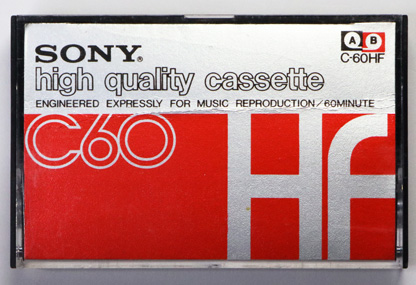 SONY®
A B
C-60HF
high quality cassette
ENGINEERED EXPRESSLY FOR MUSIC REPRODUCTION/60MINUTE
C60
HF